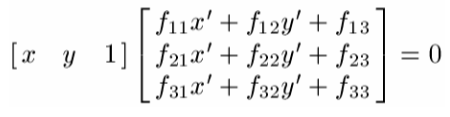 [ x y 1 ] [ f₁₁x′ + f₁₂y′ + f₁₃
f₂₁x′ + f₂₂y′ + f₂₃
f₃₁x′ + f₃₂y′ + f₃₃ ] = 0